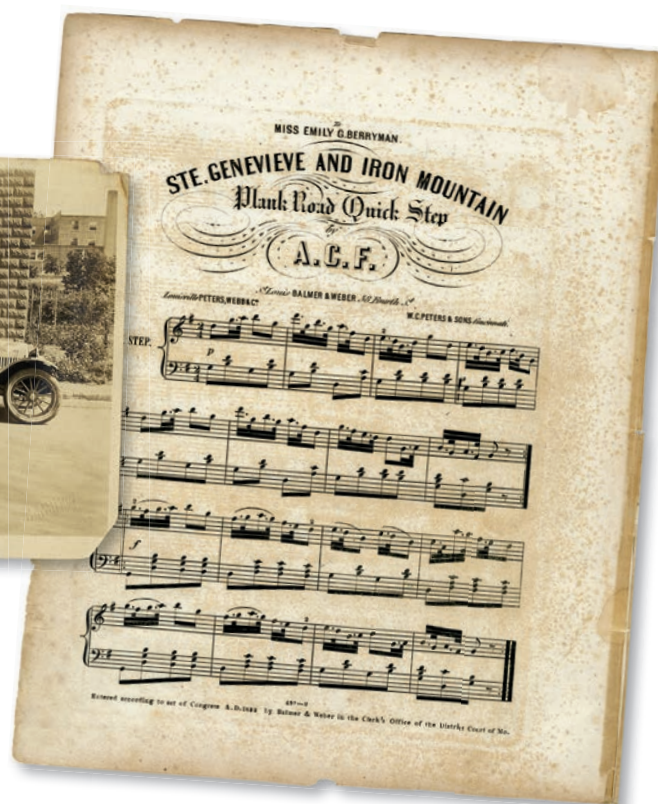 To
MISS EMILY G. BERRYMAN.
STE. GENEVIEVE AND IRON MOUNTAIN
Plank Road Quick Step
by
A.C.F.
Louisville PETERS, WEBB & Co
St Louis BALMER & WEBER
W.C. PETERS & SONS Cincinnati.
STEP.
p
f
Entered according to act of Congress A.D. by Balmer & Weber in the Clerk's Office of the District Court of Mo.